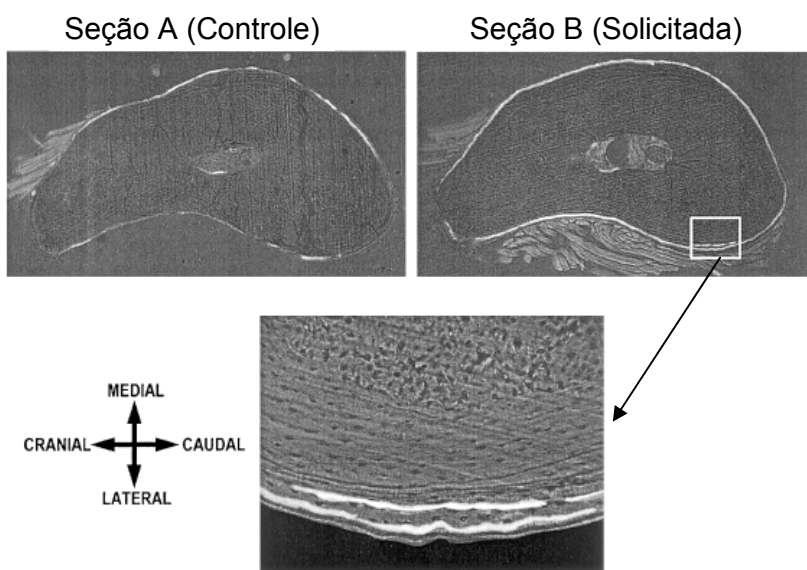 Seção A (Controle)
Seção B (Solicitada)
MEDIAL
CRANIAL
CAUDAL
LATERAL